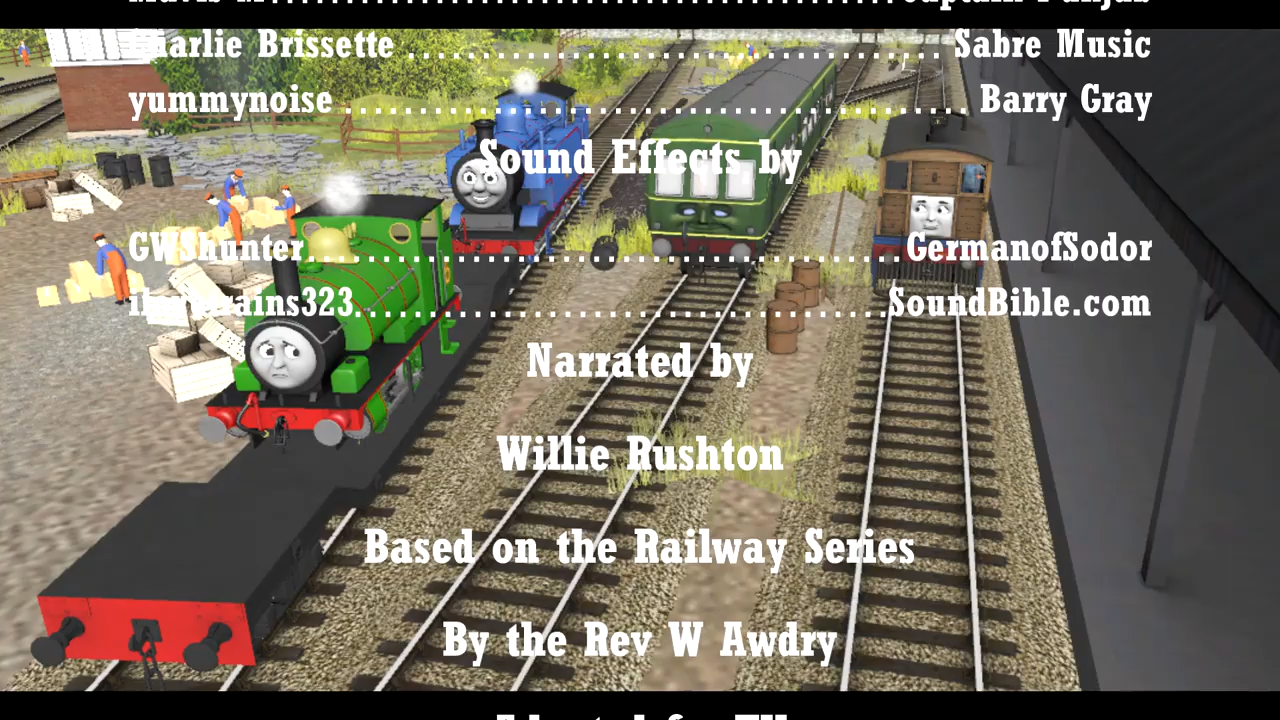 Charlie Brissette Sabre Music
yummynoise Barry Gray
Sound Effects by
GWShunter GermanofSodor
SoundBible.com
Narrated by
Willie Rushton
Based on the Railway Series
By the Rev W Awdry